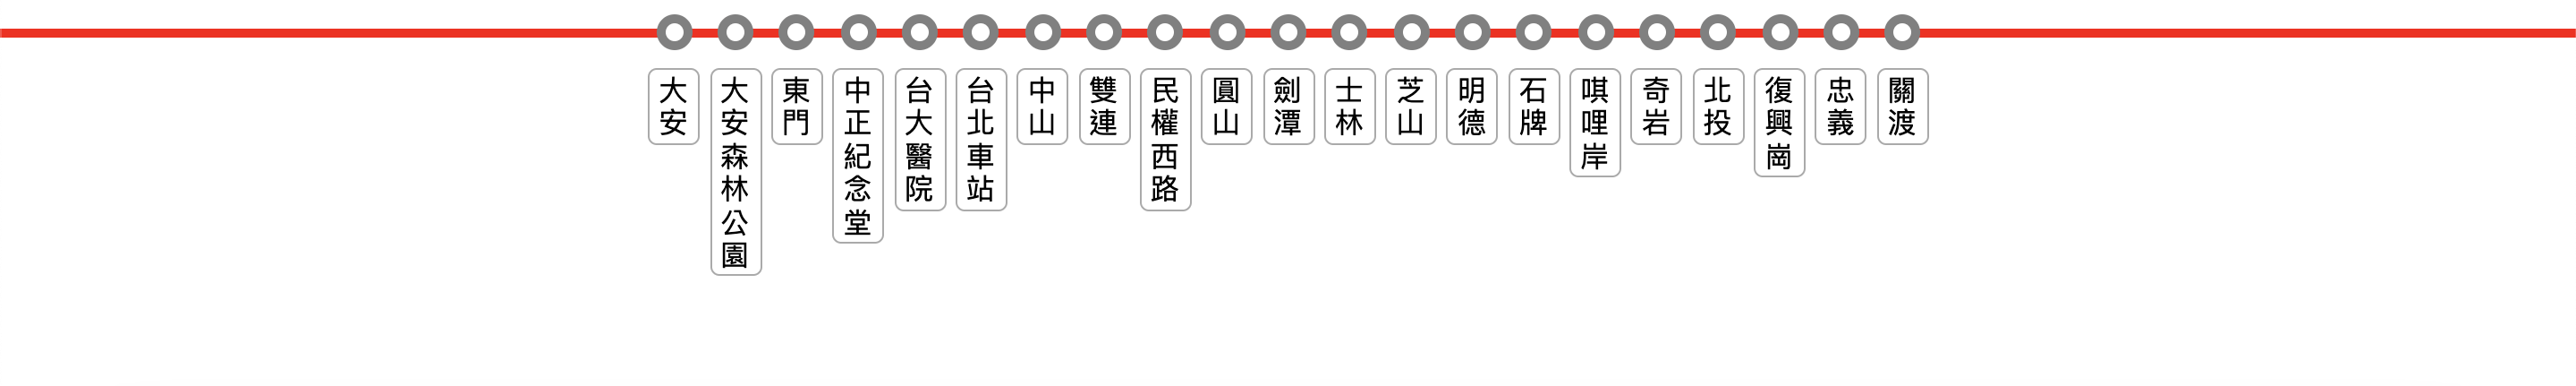 大安
大安森林公園
東門
中正紀念堂
台大醫院
台北車站
中山
雙連
民權西路
圓山
劍潭
士林
芝山
明德
石牌
唭哩岸
奇岩
北投
復興崗
忠義
關渡